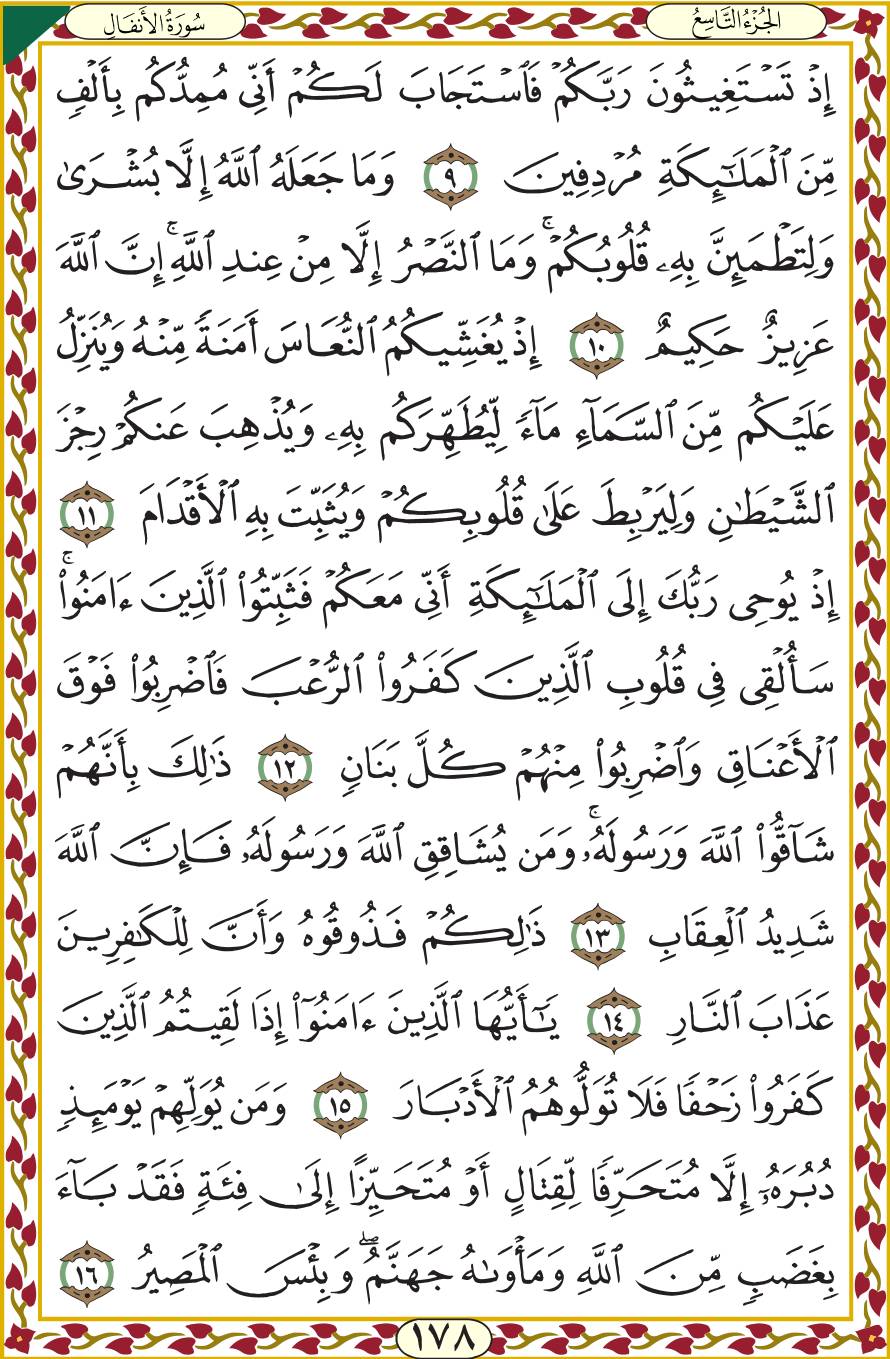 الجُزْءُ التَّاسِعُ
سُورَةُ الأَنفَالِ
إِذْ تَسْتَغِيثُونَ رَبَّكُمْ فَٱسْتَجَابَ لَكُمْ أَنِّي مُمِدُّكُم بِأَلْفٖ
مِّنَ ٱلْمَلَٰٓئِكَةِ مُرْدِفِينَ ٩ وَمَا جَعَلَهُ ٱللَّهُ إِلَّا بُشْرَىٰ
وَلِتَطْمَئِنَّ بِهِۦ قُلُوبُكُمْۚ وَمَا ٱلنَّصْرُ إِلَّا مِنْ عِندِ ٱللَّهِۚ إِنَّ ٱللَّهَ
عَزِيزٌ حَكِيمٌ ١٠ إِذْ يُغَشِّيكُمُ ٱلنُّعَاسَ أَمَنَةٗ مِّنْهُ وَيُنَزِّلُ
عَلَيْكُم مِّنَ ٱلسَّمَآءِ مَآءٗ لِّيُطَهِّرَكُم بِهِۦ وَيُذْهِبَ عَنكُمْ رِجْزَ
ٱلشَّيْطَٰنِ وَلِيَرْبِطَ عَلَىٰ قُلُوبِكُمْ وَيُثَبِّتَ بِهِ ٱلْأَقْدَامَ ١١
إِذْ يُوحِي رَبُّكَ إِلَى ٱلْمَلَٰٓئِكَةِ أَنِّي مَعَكُمْ فَثَبِّتُوا۟ ٱلَّذِينَ ءَامَنُوا۟ۚ
سَأُلْقِي فِي قُلُوبِ ٱلَّذِينَ كَفَرُوا۟ ٱلرُّعْبَ فَٱضْرِبُوا۟ فَوْقَ
ٱلْأَعْنَاقِ وَٱضْرِبُوا۟ مِنْهُمْ كُلَّ بَنَانٖ ١٢ ذَٰلِكَ بِأَنَّهُمْ
شَآقُّوا۟ ٱللَّهَ وَرَسُولَهُۥۚ وَمَن يُشَاقِقِ ٱللَّهَ وَرَسُولَهُۥ فَإِنَّ ٱللَّهَ
شَدِيدُ ٱلْعِقَابِ ١٣ ذَٰلِكُمْ فَذُوقُوهُ وَأَنَّ لِلْكَٰفِرِينَ
عَذَابَ ٱلنَّارِ ١٤ يَٰٓأَيُّهَا ٱلَّذِينَ ءَامَنُوٓا۟ إِذَا لَقِيتُمُ ٱلَّذِينَ
كَفَرُوا۟ زَحْفٗا فَلَا تُوَلُّوهُمُ ٱلْأَدْبَارَ ١٥ وَمَن يُوَلِّهِمْ يَوْمَئِذٖ
دُبُرَهُۥٓ إِلَّا مُتَحَرِّفٗا لِّقِتَالٍ أَوْ مُتَحَيِّزًا إِلَىٰ فِئَةٖ فَقَدْ بَآءَ
بِغَضَبٖ مِّنَ ٱللَّهِ وَمَأْوَىٰهُ جَهَنَّمُۖ وَبِئْسَ ٱلْمَصِيرُ ١٦
١٧٨